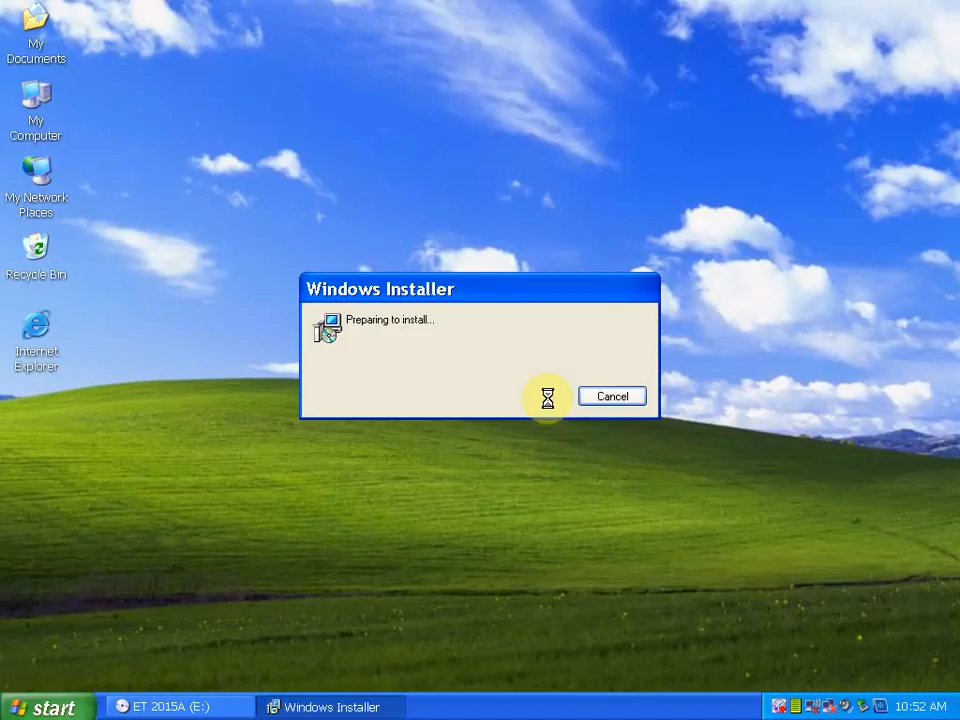 My
Documents
My
Computer
My Network
Places
Recycle Bin
Internet
Explorer
Windows Installer
Preparing to install...
Cancel
start
ET 2015A (E:)
Windows Installer
10:52 AM